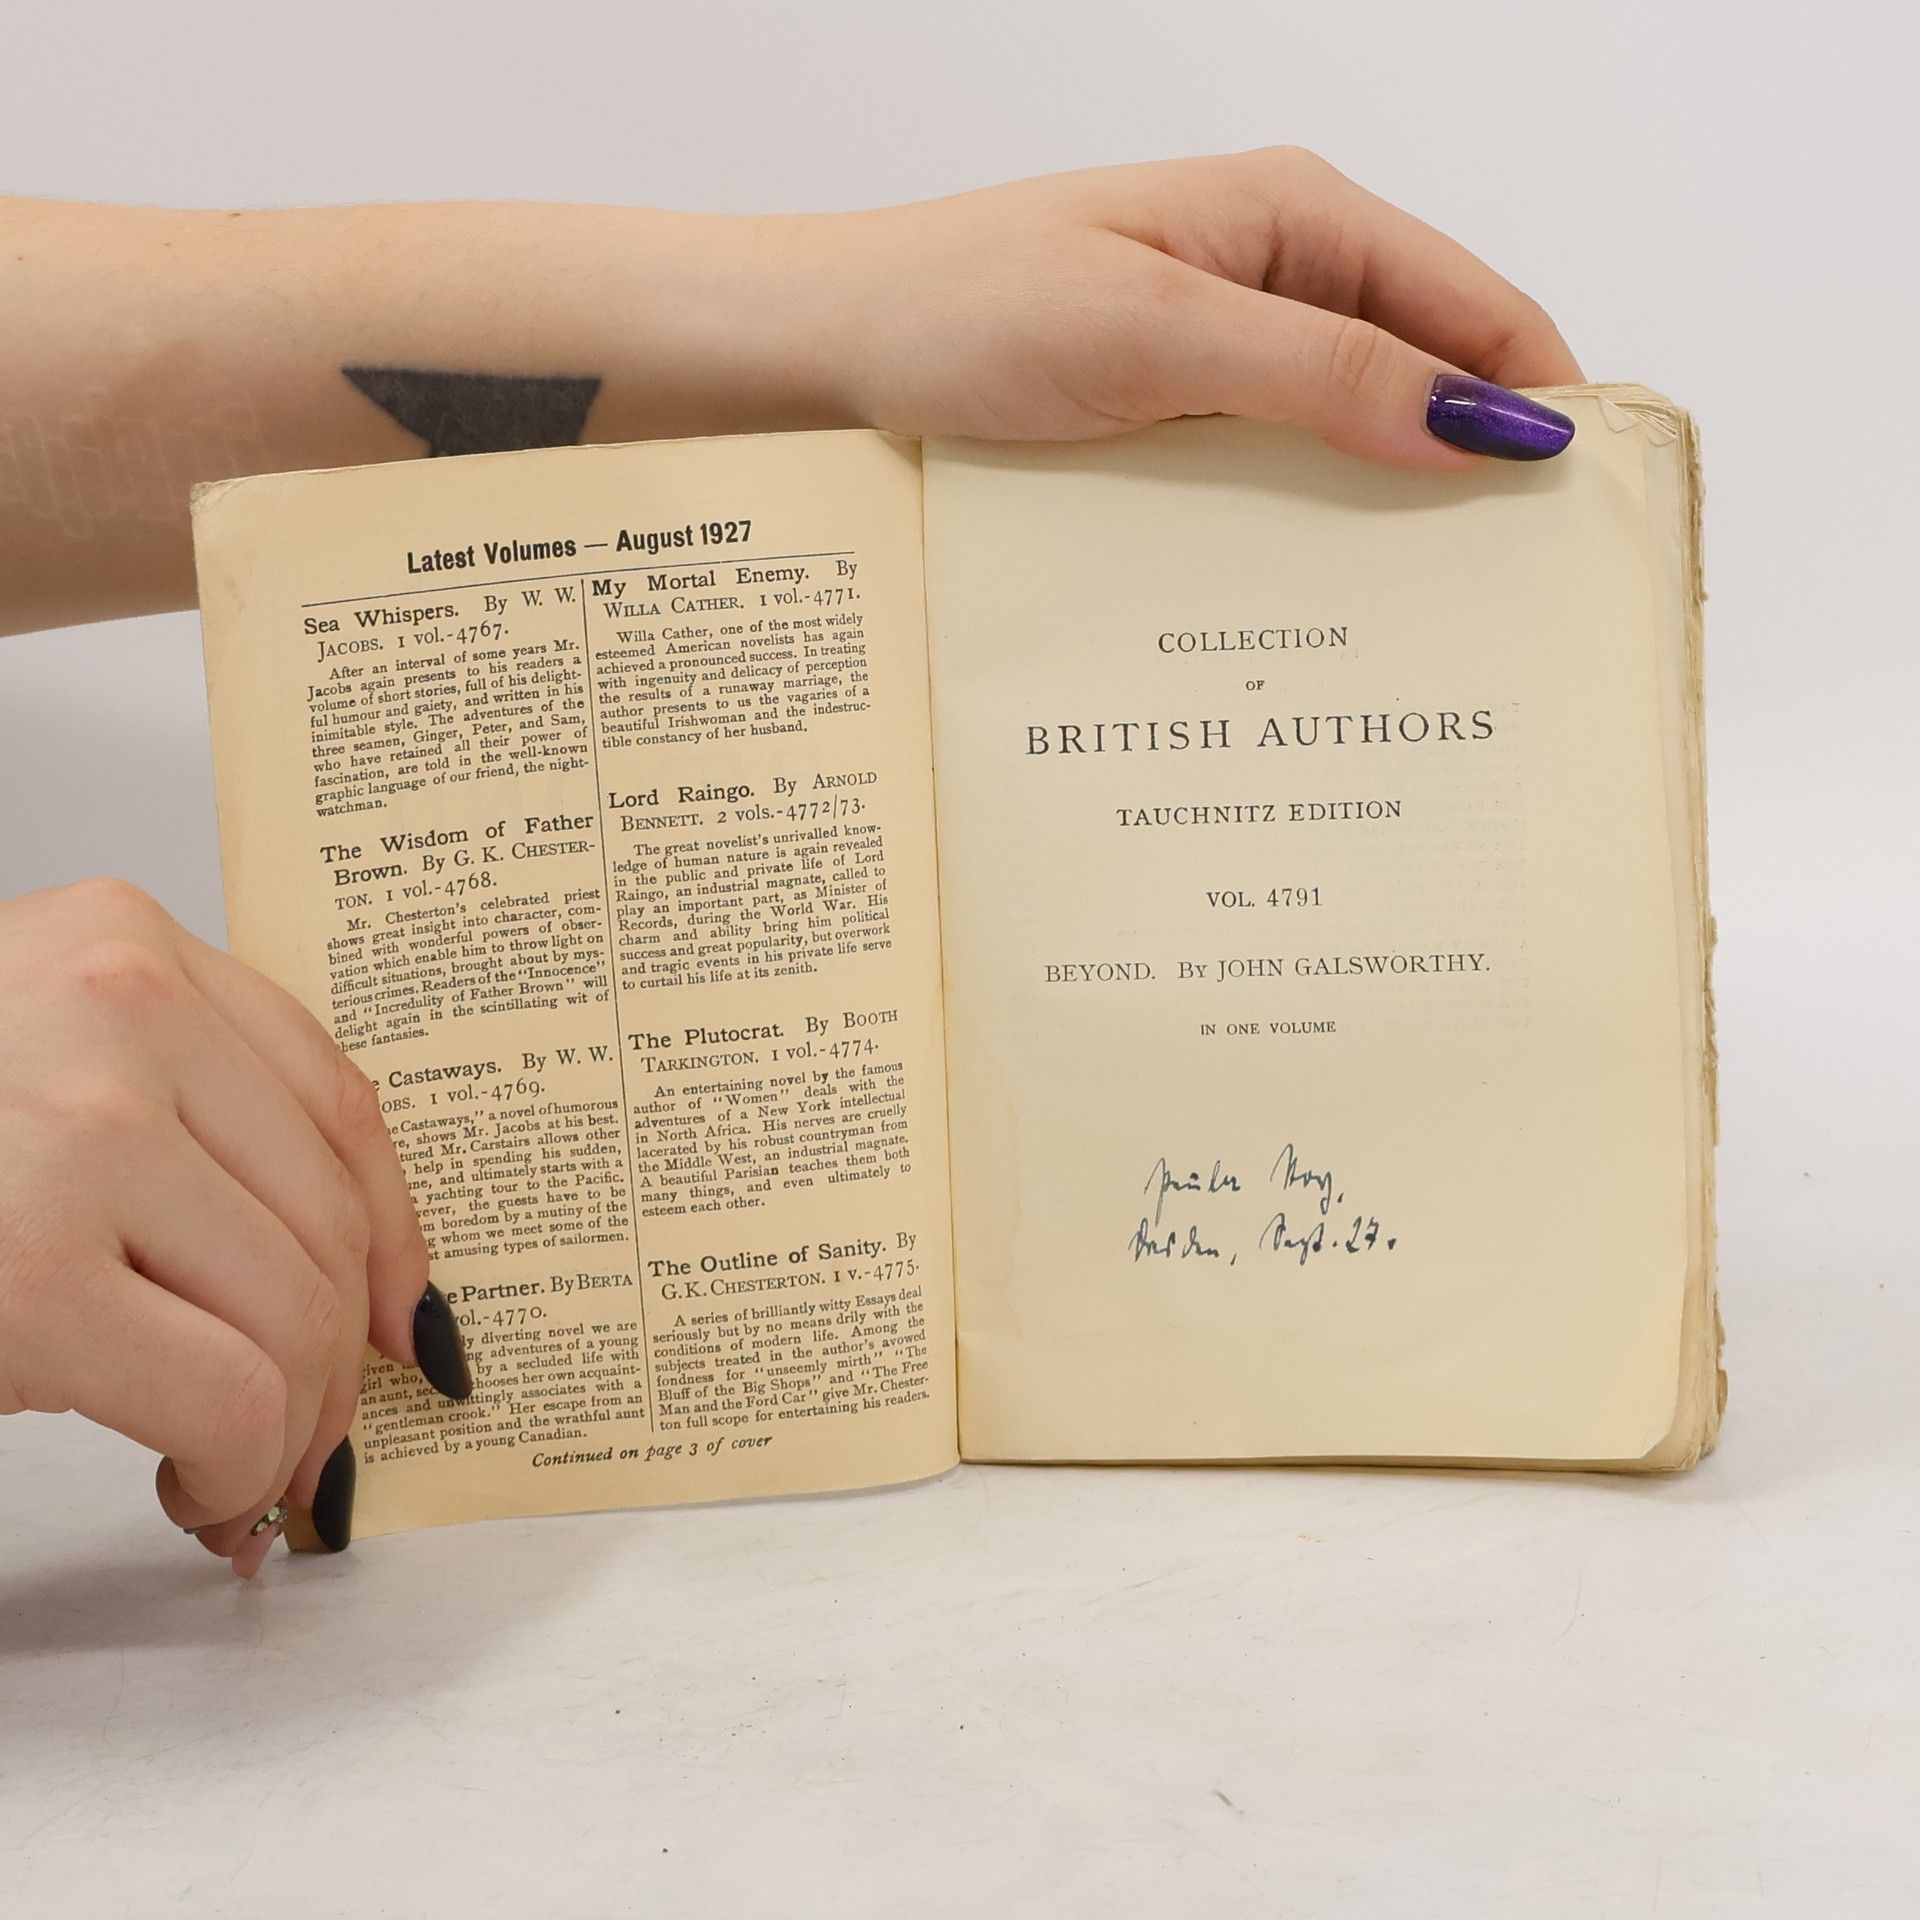 Latest Volumes — August 1927
Sea Whispers. By W. W.
JACOBS. 1 vol.-4767.
After an interval of some years Mr.
Jacobs again presents to his readers a
volume of short stories, full of his delight-
ful humour and gaiety, and written in his
inimitable style. The adventures of the
three seamen, Ginger, Peter, and Sam,
who have retained all their power of
fascination, are told in the well-known
graphic language of our friend, the night-
watchman.
The Wisdom of Father
Brown. By G. K. CHESTER-
TON. 1 vol.-4768.
Mr. Chesterton's celebrated priest
shows great insight into character, com-
bined with wonderful powers of obser-
vation which enable him to throw light on
difficult situations, brought about by mys-
terious crimes. Readers of the "Innocence"
and "Incredulity of Father Brown" will
delight again in the scintillating wit of
these fantasies.
e Castaways. By W. W.
OBS. 1 vol.-4769.
e Castaways," a novel of humorous
re, shows Mr. Jacobs at his best.
tured Mr. Carstairs allows other
help in spending his sudden,
une, and ultimately starts with a
a yachting tour to the Pacific.
wever, the guests have to be
m boredom by a mutiny of the
g whom we meet some of the
st amusing types of sailormen.
e Partner. By BERTA
vol.-4770.
ly diverting novel we are
given ng adventures of a young
girl who, by a secluded life with
an aunt, sec chooses her own acquaint-
ances and unwittingly associates with a
"gentleman crook." Her escape from an
unpleasant position and the wrathful aunt
is achieved by a young Canadian.
My Mortal Enemy. By
WILLA CATHER. 1 vol.-4771.
Willa Cather, one of the most widely
esteemed American novelists has again
achieved a pronounced success. In treating
with ingenuity and delicacy of perception
the results of a runaway marriage, the
author presents to us the vagaries of a
beautiful Irishwoman and the indestruc-
tible constancy of her husband.
Lord Raingo. By ARNOLD
BENNETT. 2 vols.-4772/73.
The great novelist's unrivalled know-
ledge of human nature is again revealed
in the public and private life of Lord
Raingo, an industrial magnate, called to
play an important part, as Minister of
Records, during the World War. His
charm and ability bring him political
success and great popularity, but overwork
and tragic events in his private life serve
to curtail his life at its zenith.
The Plutocrat. By BOOTH
TARKINGTON. 1 vol.-4774.
An entertaining novel by the famous
author of "Women" deals with the
adventures of a New York intellectual
in North Africa. His nerves are cruelly
lacerated by his robust countryman from
the Middle West, an industrial magnate.
A beautiful Parisian teaches them both
many things, and even ultimately to
esteem each other.
The Outline of Sanity. By
G. K. CHESTERTON. 1 v.-4775.
A series of brilliantly witty Essays deal
seriously but by no means drily with the
conditions of modern life. Among the
subjects treated in the author's avowed
fondness for "unseemly mirth" "The
Bluff of the Big Shops" and "The Free
Man and the Ford Car" give Mr. Chester-
ton full scope for entertaining his readers.
Continued on page 3 of cover
COLLECTION
OF
BRITISH AUTHORS
TAUCHNITZ EDITION
VOL. 4791
BEYOND. By JOHN GALSWORTHY.
IN ONE VOLUME
Sept. 27.